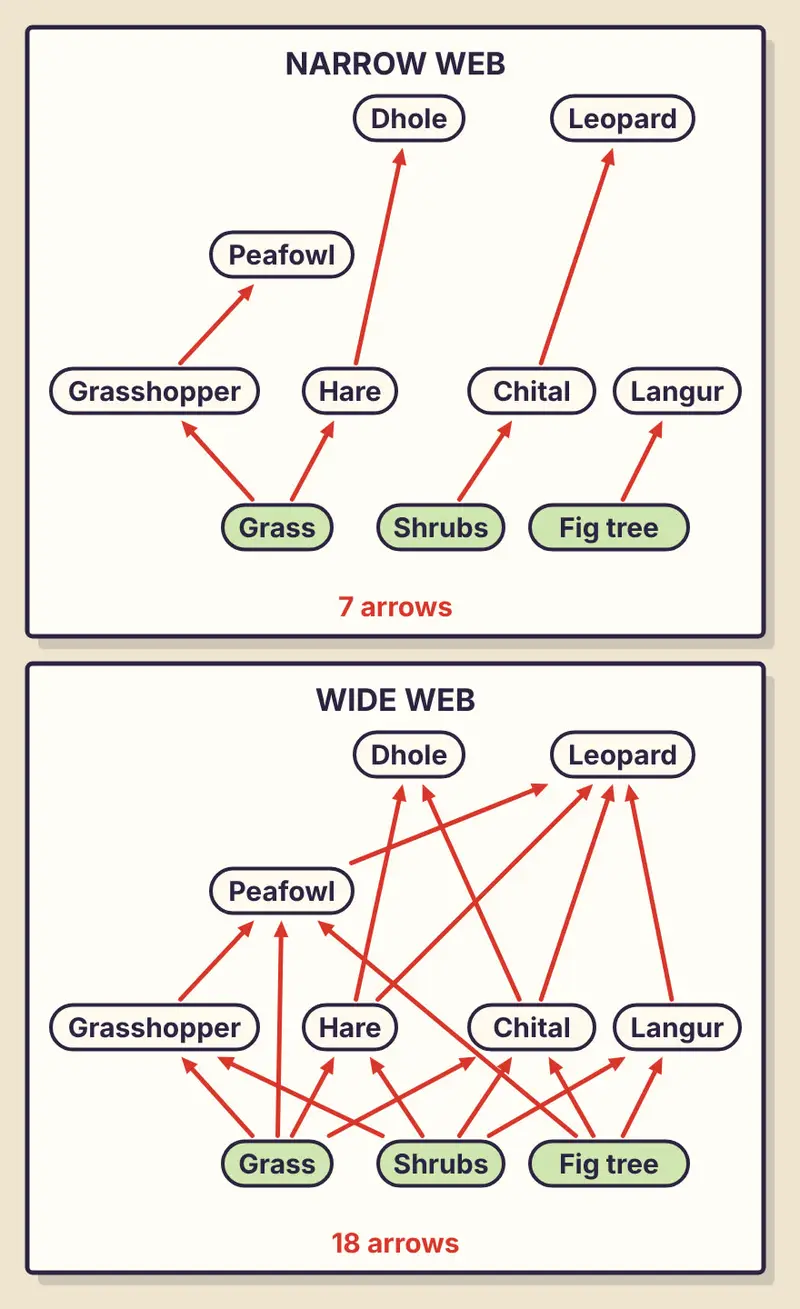 NARROW WEB
Dhole Leopard
Peafowl
Grasshopper Hare Chital Langur
Grass Shrubs Fig tree
7 arrows
WIDE WEB
Dhole Leopard
Peafowl
Grasshopper Hare Chital Langur
Grass Shrubs Fig tree
18 arrows